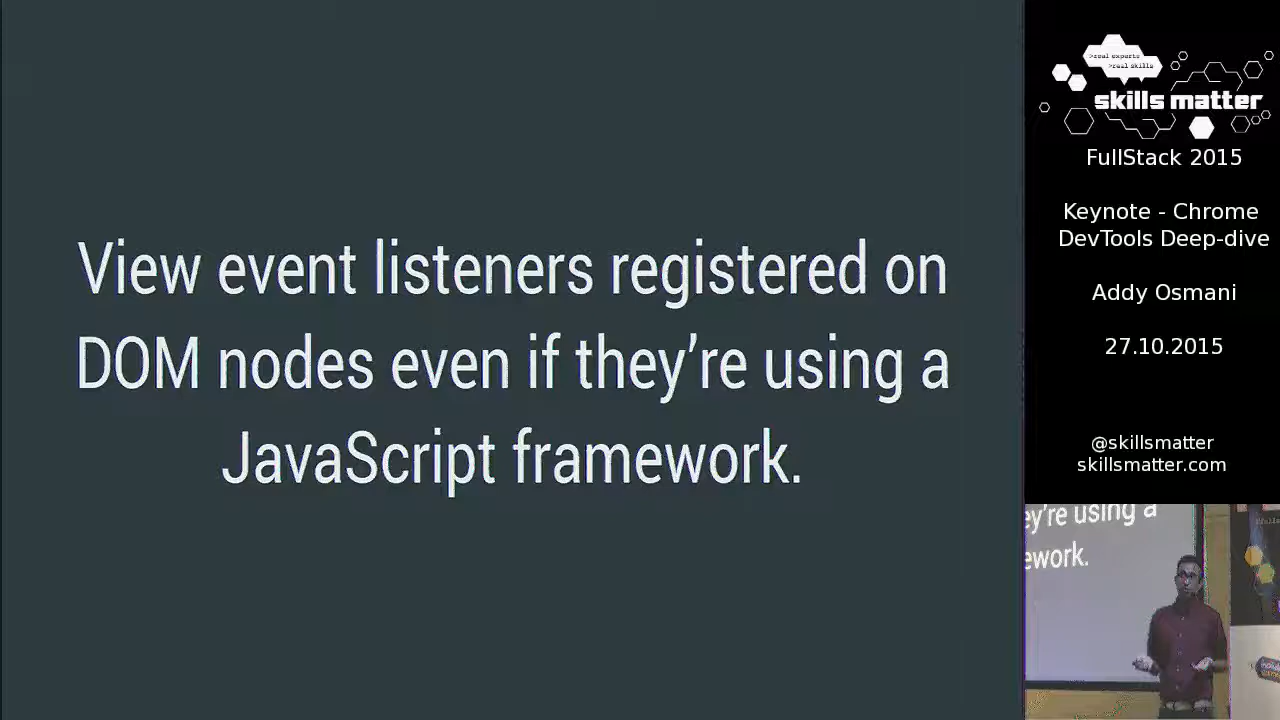 View event listeners registered on
DOM nodes even if they’re using a
JavaScript framework.
>real experts
>real skills
skills matter
FullStack 2015
Keynote - Chrome
DevTools Deep-dive
Addy Osmani
27.10.2015
@skillsmatter
skillsmatter.com
ey’re using a
ework.